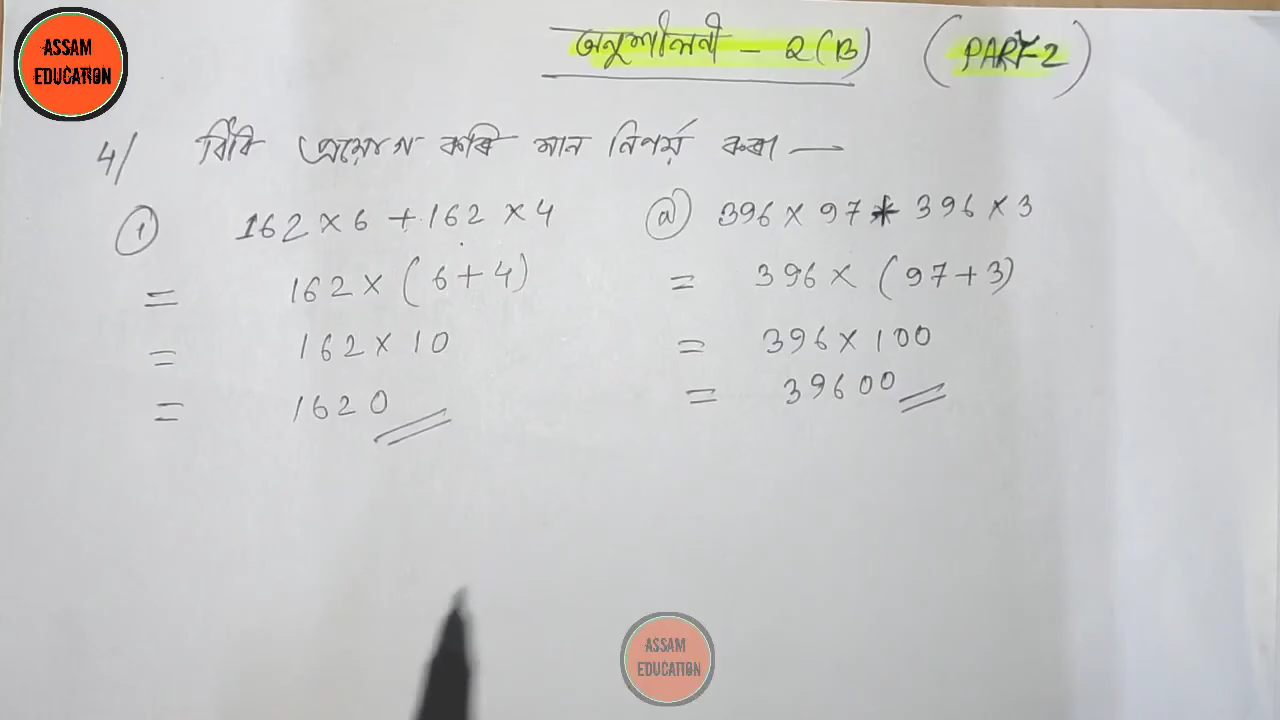 ASSAM
EDUCATION
অনুশীলনী - 2(B) (PART-2)
4/ বিধি প্ৰয়োগ কৰি মান নিৰ্ণয় কৰা —
① 162 × 6 + 162 × 4
= 162 × (6 + 4)
= 162 × 10
= 1620
396 × 97 + 396 × 3
= 396 × (97 + 3)
= 396 × 100
= 39600
ASSAM
EDUCATION